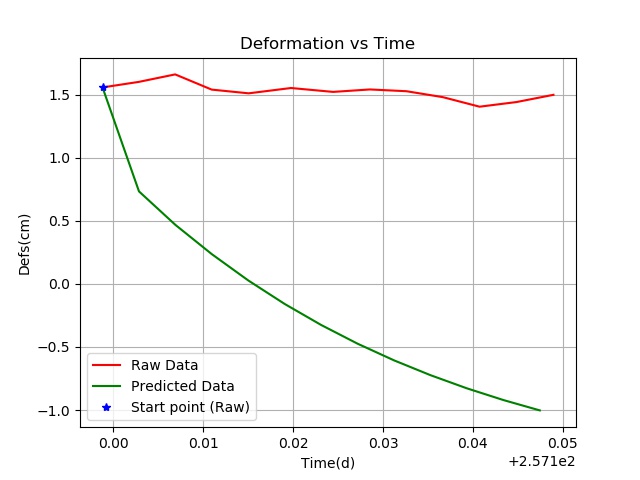 Deformation vs Time
Defs(cm)
1.5
1.0
0.5
0.0
−0.5
−1.0
Raw Data
Predicted Data
Start point (Raw)
0.00 0.01 0.02 0.03 0.04 0.05
Time(d)
+2.571e2